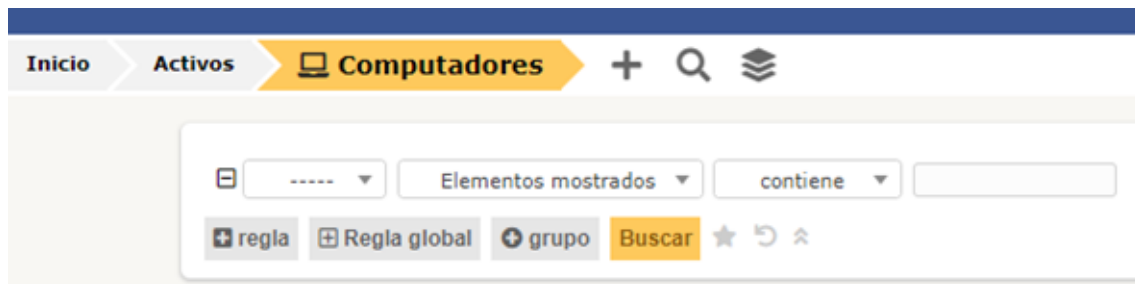 Inicio Activos Computadores
----- Elementos mostrados contiene
regla Regla global grupo Buscar